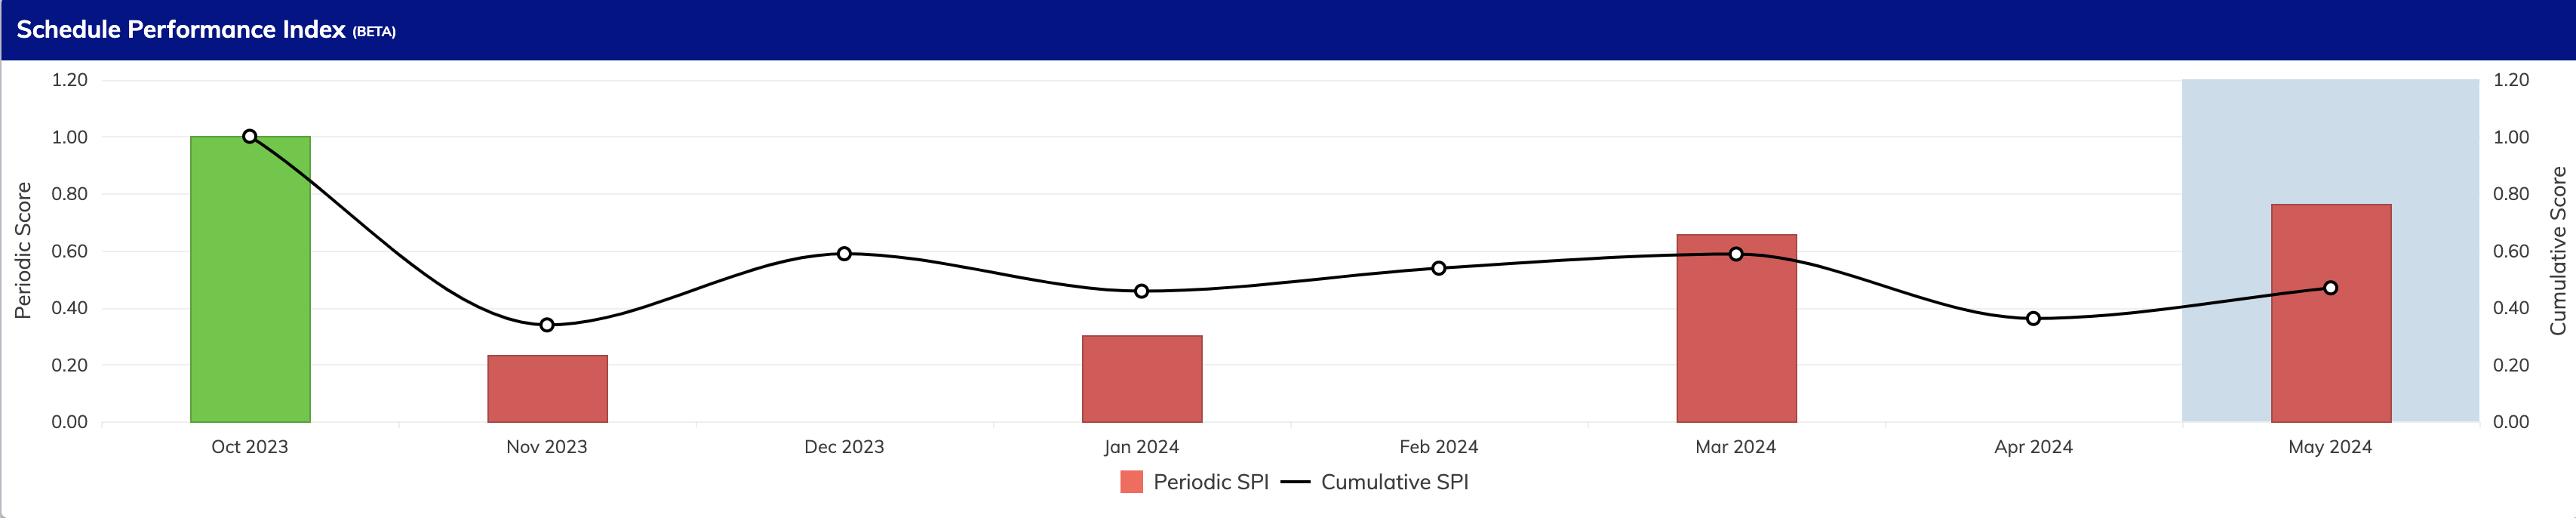 Schedule Performance Index (BETA)
1.20 1.20
1.00 1.00
0.80 0.80
0.60 0.60
0.40 0.40
0.20 0.20
0.00 0.00
Periodic Score
Cumulative Score
Oct 2023 Nov 2023 Dec 2023 Jan 2024 Feb 2024 Mar 2024 Apr 2024 May 2024
Periodic SPI Cumulative SPI